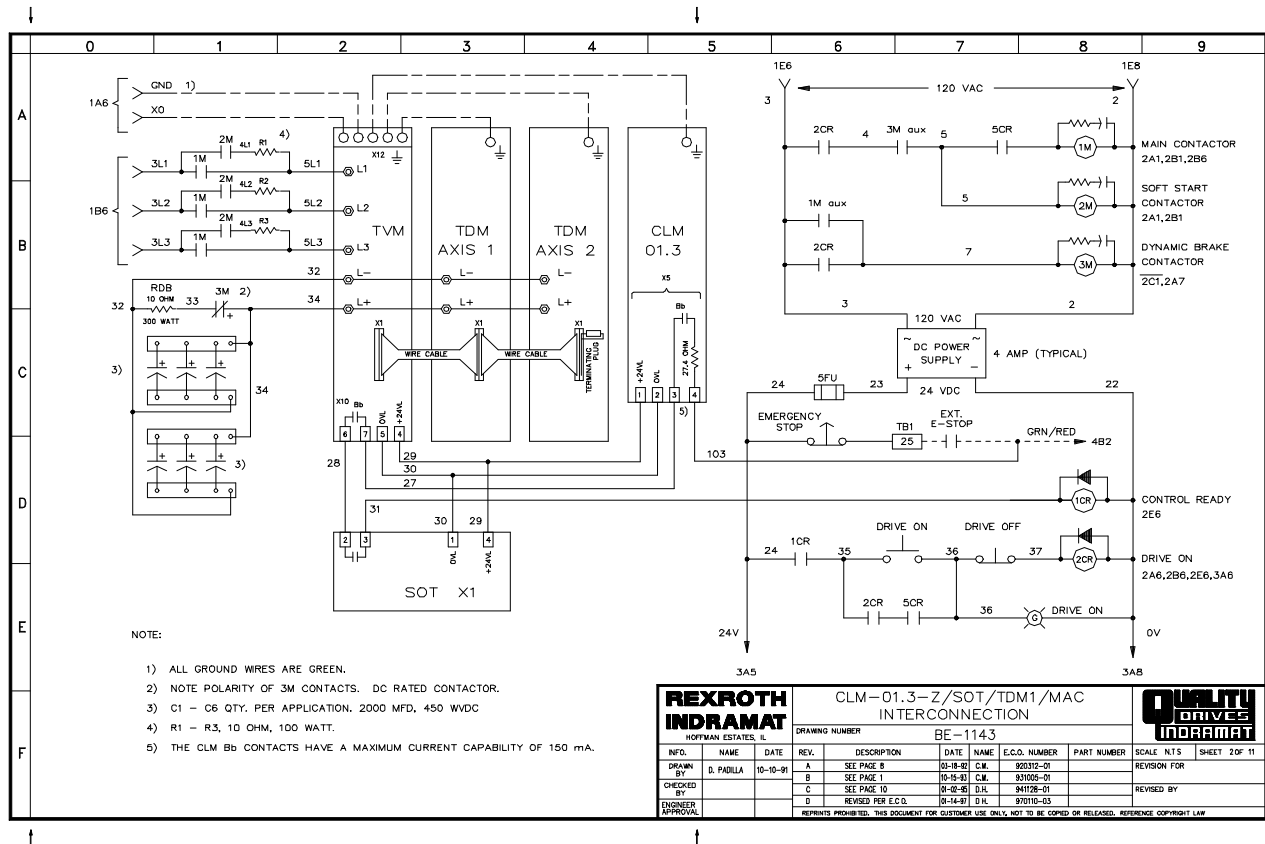 0 1 2 3 4 5 6 7 8 9
A
B
C
D
E
F
1A6
GND 1)
X0
1B6
3L1
3L2
3L3
1M
1M
1M
2M 4L1 R1
2M 4L2 R2
2M 4L3 R3
4)
5L1
5L2
5L3
X12
L1
L2
L3
TVM
L-
L+
TDM
AXIS 1
L-
L+
TDM
AXIS 2
L-
L+
CLM
01.3
X5
Bb
27.4 OHM
+24VL
0VL
1 2 3 4
5)
32
34
32
RDB
10 OHM
300 WATT
33
3M 2)
+
3)
+ + +
34
+ + +
3)
X1
WIRE CABLE
X1
WIRE CABLE
X1
TERMINATING
PLUG
X10
Bb
0VL
+24VL
6 7 5 4
28
29
30
27
31
30 29
2 3 1 4
0VL
+24VL
SOT X1
103
1E6
1E8
120 VAC
3
2
2CR 4 3M aux 5 5CR
1M
MAIN CONTACTOR
2A1,2B1,2B6
5
2M
SOFT START
CONTACTOR
2A1,2B1
1M aux
2CR
7
3M
DYNAMIC BRAKE
CONTACTOR
2C1,2A7
3
2
120 VAC
~ ~
DC POWER
SUPPLY
+ −
4 AMP (TYPICAL)
24 5FU 23 24 VDC 22
EMERGENCY
STOP
TB1
25
EXT.
E-STOP
GRN/RED
4B2
1CR
CONTROL READY
2E6
24 1CR 35 DRIVE ON 36 DRIVE OFF 37
2CR
DRIVE ON
2A6,2B6,2E6,3A6
2CR 5CR
36
G
DRIVE ON
24V
0V
3A5
3A8
NOTE:
1) ALL GROUND WIRES ARE GREEN.
2) NOTE POLARITY OF 3M CONTACTS. DC RATED CONTACTOR.
3) C1 – C6 QTY. PER APPLICATION. 2000 MFD, 450 WVDC
4) R1 – R3, 10 OHM, 100 WATT.
5) THE CLM Bb CONTACTS HAVE A MAXIMUM CURRENT CAPABILITY OF 150 mA.
REXROTH
INDRAMAT
HOFFMAN ESTATES, IL
CLM-01.3-Z/SOT/TDM1/MAC
INTERCONNECTION
DRAWING NUMBER
BE-1143
QUALITY
DRIVES
INDRAMAT
INFO. NAME DATE REV. DESCRIPTION DATE NAME E.C.O. NUMBER PART NUMBER SCALE N.T.S SHEET 2 OF 11
DRAWN
BY
D. PADILLA 10-10-91
A SEE PAGE 8 03-18-92 C.M. 920312-01
REVISION FOR
B SEE PAGE 1 10-15-93 C.M. 931005-01
CHECKED
BY
C SEE PAGE 10 01-02-95 D.H. 941128-01
REVISED BY
ENGINEER
APPROVAL
D REVISED PER E.C.O. 01-14-97 D.H. 970110-03
REPRINTS PROHIBITED. THIS DOCUMENT FOR CUSTOMER USE ONLY, NOT TO BE COPIED OR RELEASED. REFERENCE COPYRIGHT LAW